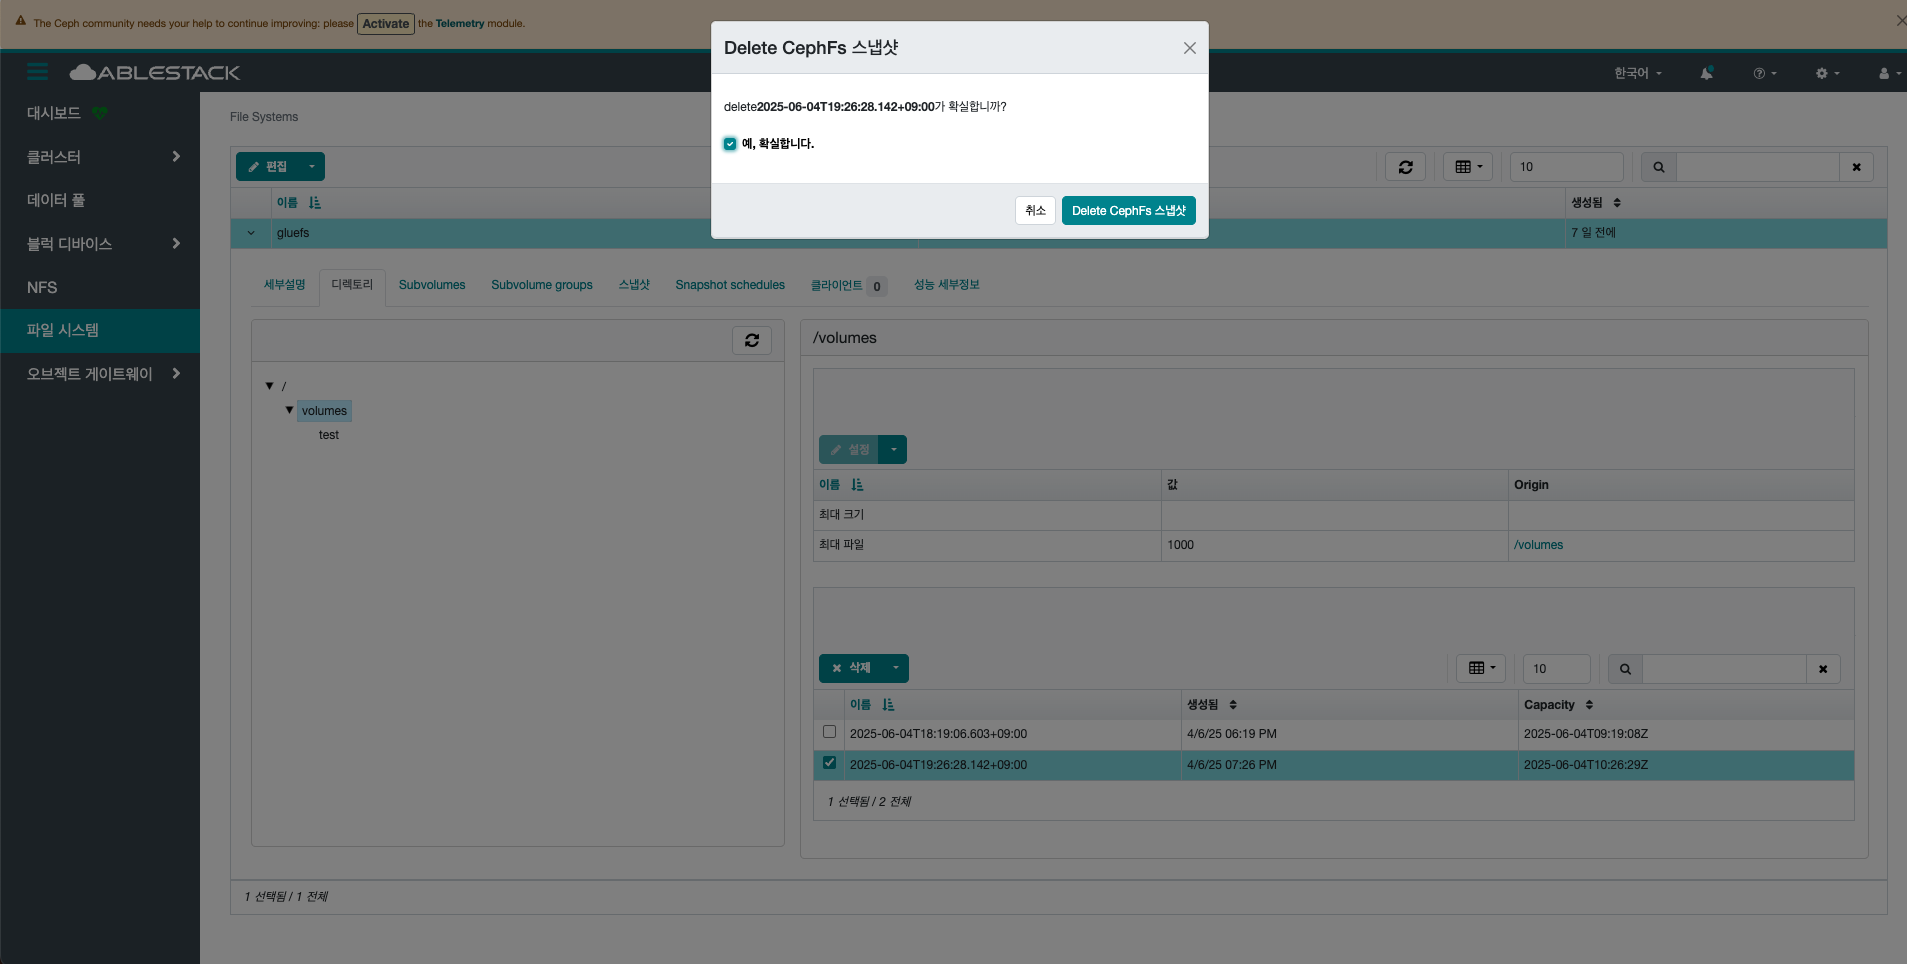 The Ceph community needs your help to continue improving: please Activate the Telemetry module.
ABLESTACK
한국어
대시보드
클러스터
데이터 풀
블럭 디바이스
NFS
파일 시스템
오브젝트 게이트웨이
Delete CephFs 스냅샷
delete2025-06-04T19:26:28.142+09:00가 확실합니까?
예, 확실합니다.
취소 Delete CephFs 스냅샷
File Systems
편집 10
이름 생성됨
gluefs 7 일 전에
세부설명 디렉토리 Subvolumes Subvolume groups 스냅샷 Snapshot schedules 클라이언트 0 성능 세부정보
/
volumes
test
/volumes
설정
이름 값 Origin
최대 크기
최대 파일 1000 /volumes
삭제 10
이름 생성됨 Capacity
2025-06-04T18:19:06.603+09:00 4/6/25 06:19 PM 2025-06-04T09:19:08Z
2025-06-04T19:26:28.142+09:00 4/6/25 07:26 PM 2025-06-04T10:26:29Z
1 선택됨 / 2 전체
1 선택됨 / 1 전체